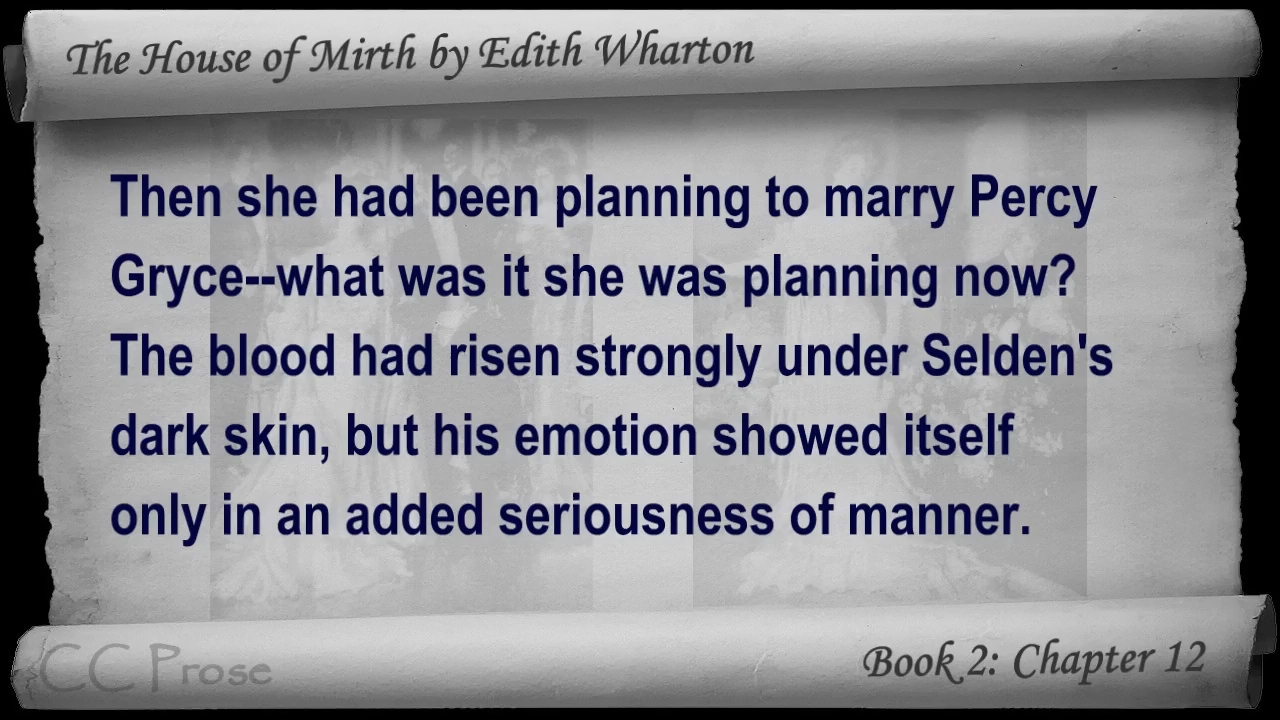 The House of Mirth by Edith Wharton
Then she had been planning to marry Percy
Gryce--what was it she was planning now?
The blood had risen strongly under Selden's
dark skin, but his emotion showed itself
only in an added seriousness of manner.
CC Prose
Book 2: Chapter 12